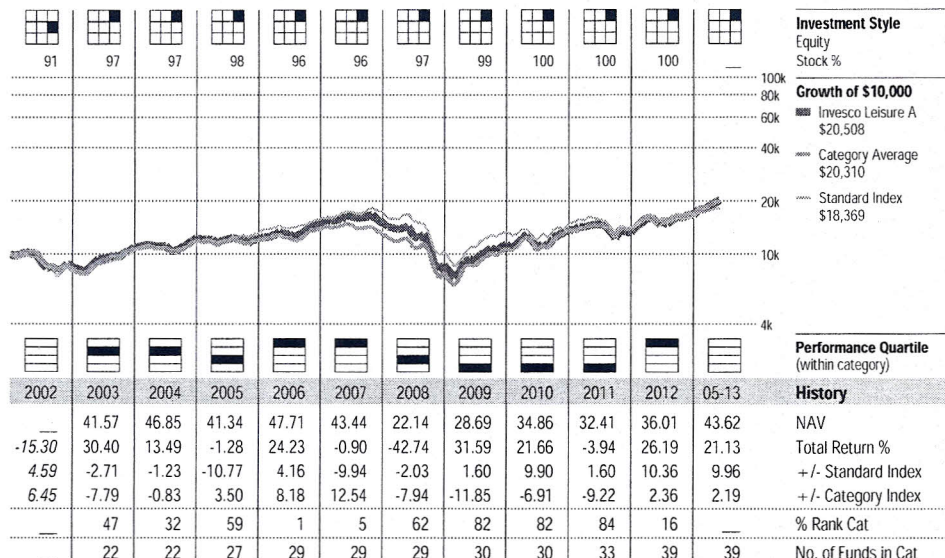 Investment Style
Equity
91 97 97 98 96 96 97 99 100 100 100 __ Stock %
100k
80k
60k
40k
20k
10k
4k
Growth of $10,000
Invesco Leisure A
$20,508
Category Average
$20,310
Standard Index
$18,369
Performance Quartile
(within category)
2002 2003 2004 2005 2006 2007 2008 2009 2010 2011 2012 05-13 History
__ 41.57 46.85 41.34 47.71 43.44 22.14 28.69 34.86 32.41 36.01 43.62 NAV
-15.30 30.40 13.49 -1.28 24.23 -0.90 -42.74 31.59 21.66 -3.94 26.19 21.13 Total Return %
4.59 -2.71 -1.23 -10.77 4.16 -9.94 -2.03 1.60 9.90 1.60 10.36 9.96 +/- Standard Index
6.45 -7.79 -0.83 3.50 8.18 12.54 -7.94 -11.85 -6.91 -9.22 2.36 2.19 +/- Category Index
__ 47 32 59 1 5 62 82 82 84 16 __ % Rank Cat
22 22 27 29 29 29 30 30 33 39 39 No. of Funds in Cat